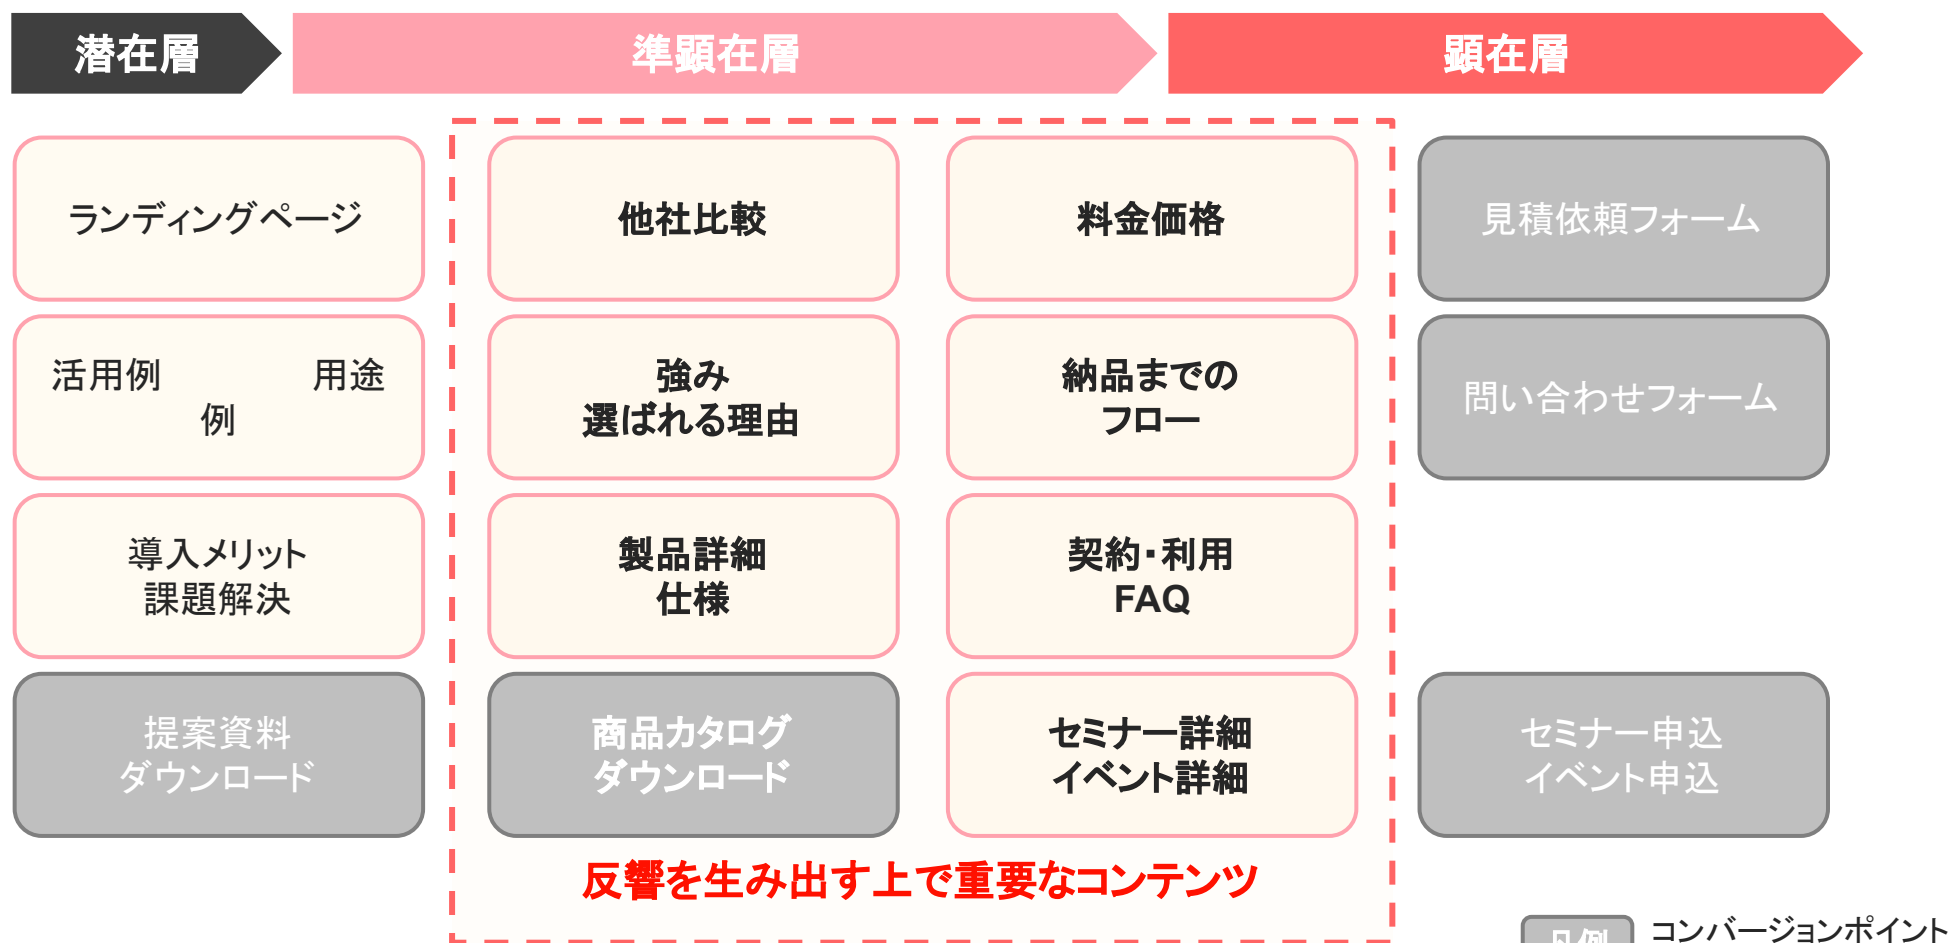 潜在層
準顕在層
顕在層
ランディングページ
他社比較
料金価格
見積依頼フォーム
活用例 用途
例
強み
選ばれる理由
納品までの
フロー
問い合わせフォーム
導入メリット
課題解決
製品詳細
仕様
契約・利用
FAQ
提案資料
ダウンロード
商品カタログ
ダウンロード
セミナー詳細
イベント詳細
セミナー申込
イベント申込
反響を生み出す上で重要なコンテンツ
凡例
コンバージョンポイント